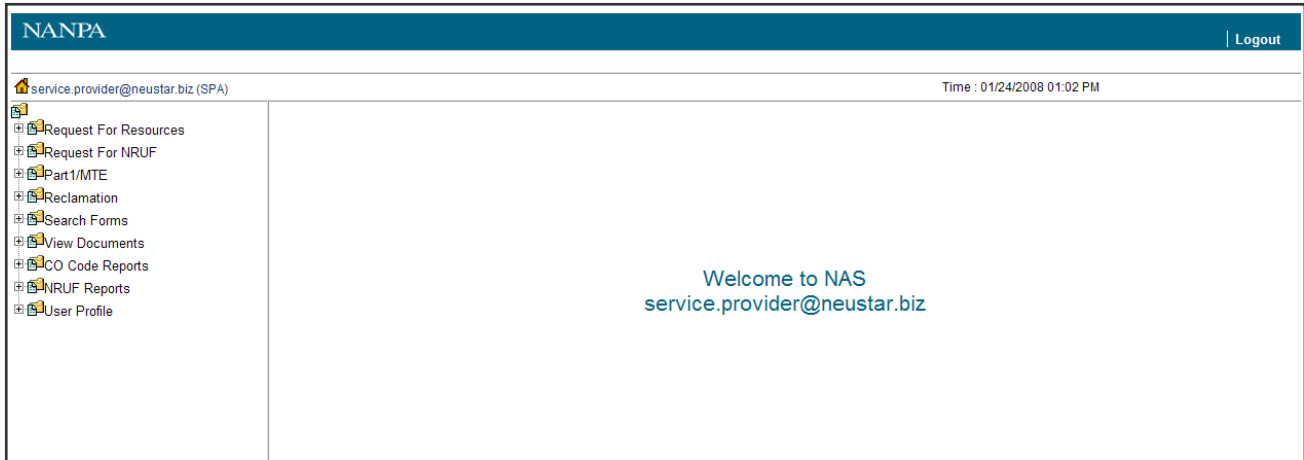 NANPA
Logout
service.provider@neustar.biz (SPA)
Time : 01/24/2008 01:02 PM
Request For Resources
Request For NRUF
Part1/MTE
Reclamation
Search Forms
View Documents
CO Code Reports
NRUF Reports
User Profile
Welcome to NAS
service.provider@neustar.biz